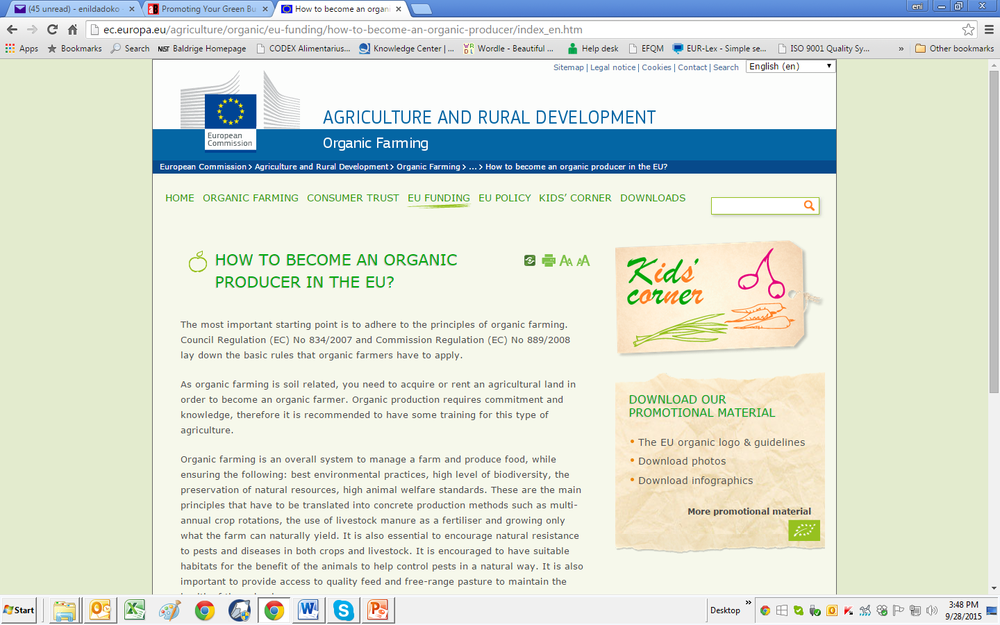 (45 unread) - enildadoko
Promoting Your Green Bu
How to become an organi
eni
ec.europa.eu/agriculture/organic/eu-funding/how-to-become-an-organic-producer/index_en.htm
Apps Bookmarks Search NIST Baldrige Homepage CODEX Alimentarius... Knowledge Center | ... WRDL Wordle - Beautiful ... Help desk EFQM EUR-Lex - Simple se... ISO 9001 Quality Sy... » Other bookmarks
Sitemap | Legal notice | Cookies | Contact | Search English (en)
AGRICULTURE AND RURAL DEVELOPMENT
European
Commission
Organic Farming
European Commission > Agriculture and Rural Development > Organic Farming > ... > How to become an organic producer in the EU?
HOME ORGANIC FARMING CONSUMER TRUST EU FUNDING EU POLICY KIDS’ CORNER DOWNLOADS
HOW TO BECOME AN ORGANIC
PRODUCER IN THE EU?
AA AA
The most important starting point is to adhere to the principles of organic farming.
Council Regulation (EC) No 834/2007 and Commission Regulation (EC) No 889/2008
lay down the basic rules that organic farmers have to apply.
As organic farming is soil related, you need to acquire or rent an agricultural land in
order to become an organic farmer. Organic production requires commitment and
knowledge, therefore it is recommended to have some training for this type of
agriculture.
Organic farming is an overall system to manage a farm and produce food, while
ensuring the following: best environmental practices, high level of biodiversity, the
preservation of natural resources, high animal welfare standards. These are the main
principles that have to be translated into concrete production methods such as multi-
annual crop rotations, the use of livestock manure as a fertiliser and growing only
what the farm can naturally yield. It is also essential to encourage natural resistance
to pests and diseases in both crops and livestock. It is encouraged to have suitable
habitats for the benefit of the animals to help control pests in a natural way. It is also
important to provide access to quality feed and free-range pasture to maintain the
Kids’
corner
DOWNLOAD OUR
PROMOTIONAL MATERIAL
• The EU organic logo & guidelines
• Download photos
• Download infographics
More promotional material
Start
Desktop »
3:48 PM
9/28/2015